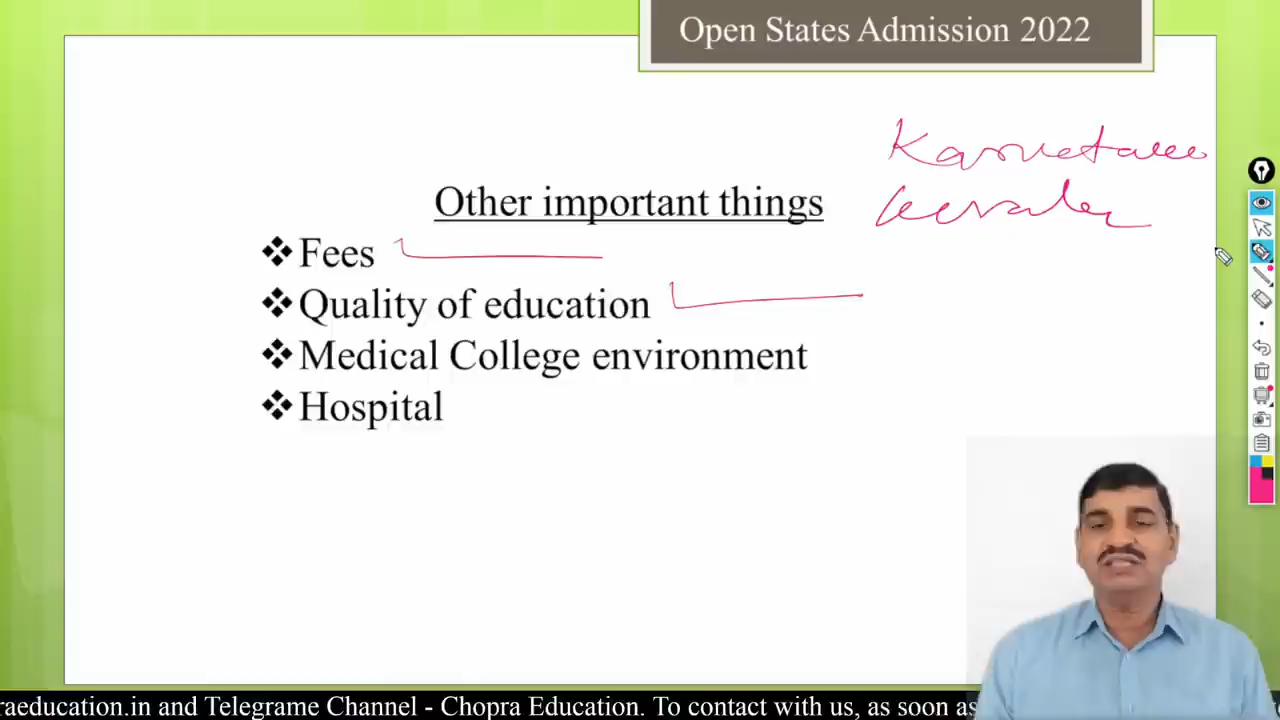 Open States Admission 2022
Karnataka
Kerala
Other important things
❖Fees
❖Quality of education
❖Medical College environment
❖Hospital
raeducation.in and Telegrame Channel - Chopra Education. To contact with us, as soon as